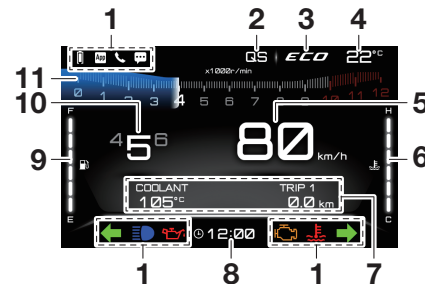 1 2 3 4
App QS ECO 22°C
x1000r/min
11
0 1 2 3 4 5 6 7 8 9 10 11 12
10 5
F H
4 5 6 80 km/h
9 6
COOLANT TRIP 1
105°C 0.0 km
E C
12:00
1 8 1 7